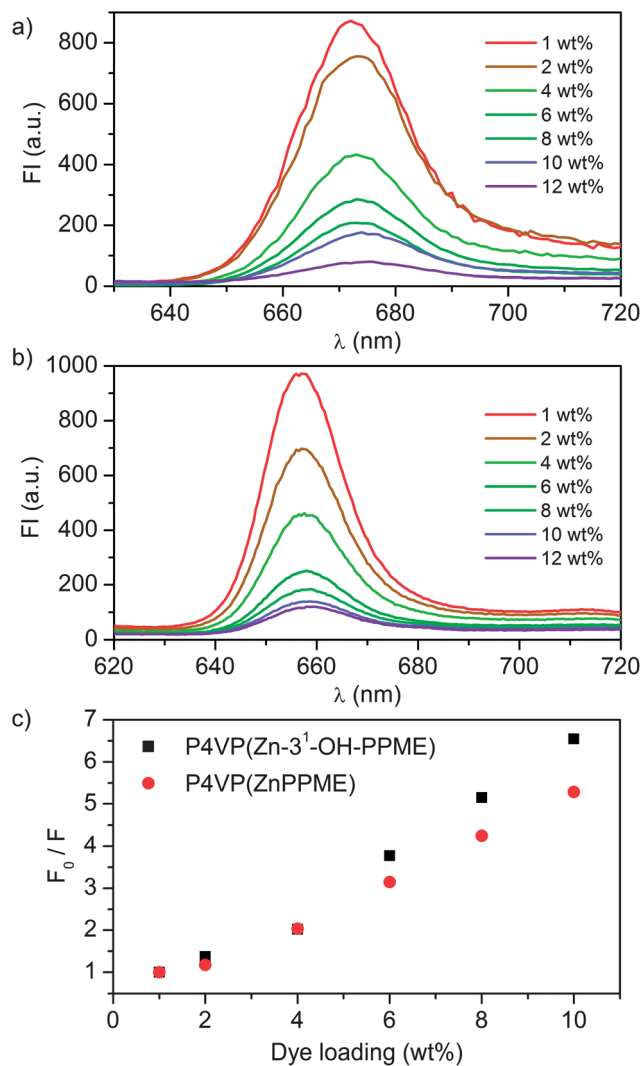 a)
800
600
400
200
0
FI (a.u.)
1 wt%
2 wt%
4 wt%
6 wt%
8 wt%
10 wt%
12 wt%
640 660 680 700 720
λ (nm)
b)
1000
800
600
400
200
0
FI (a.u.)
1 wt%
2 wt%
4 wt%
6 wt%
8 wt%
10 wt%
12 wt%
620 640 660 680 700 720
λ (nm)
c)
7
6
5
4
3
2
1
F₀ / F
P4VP(Zn-3¹-OH-PPME)
P4VP(ZnPPME)
0 2 4 6 8 10
Dye loading (wt%)